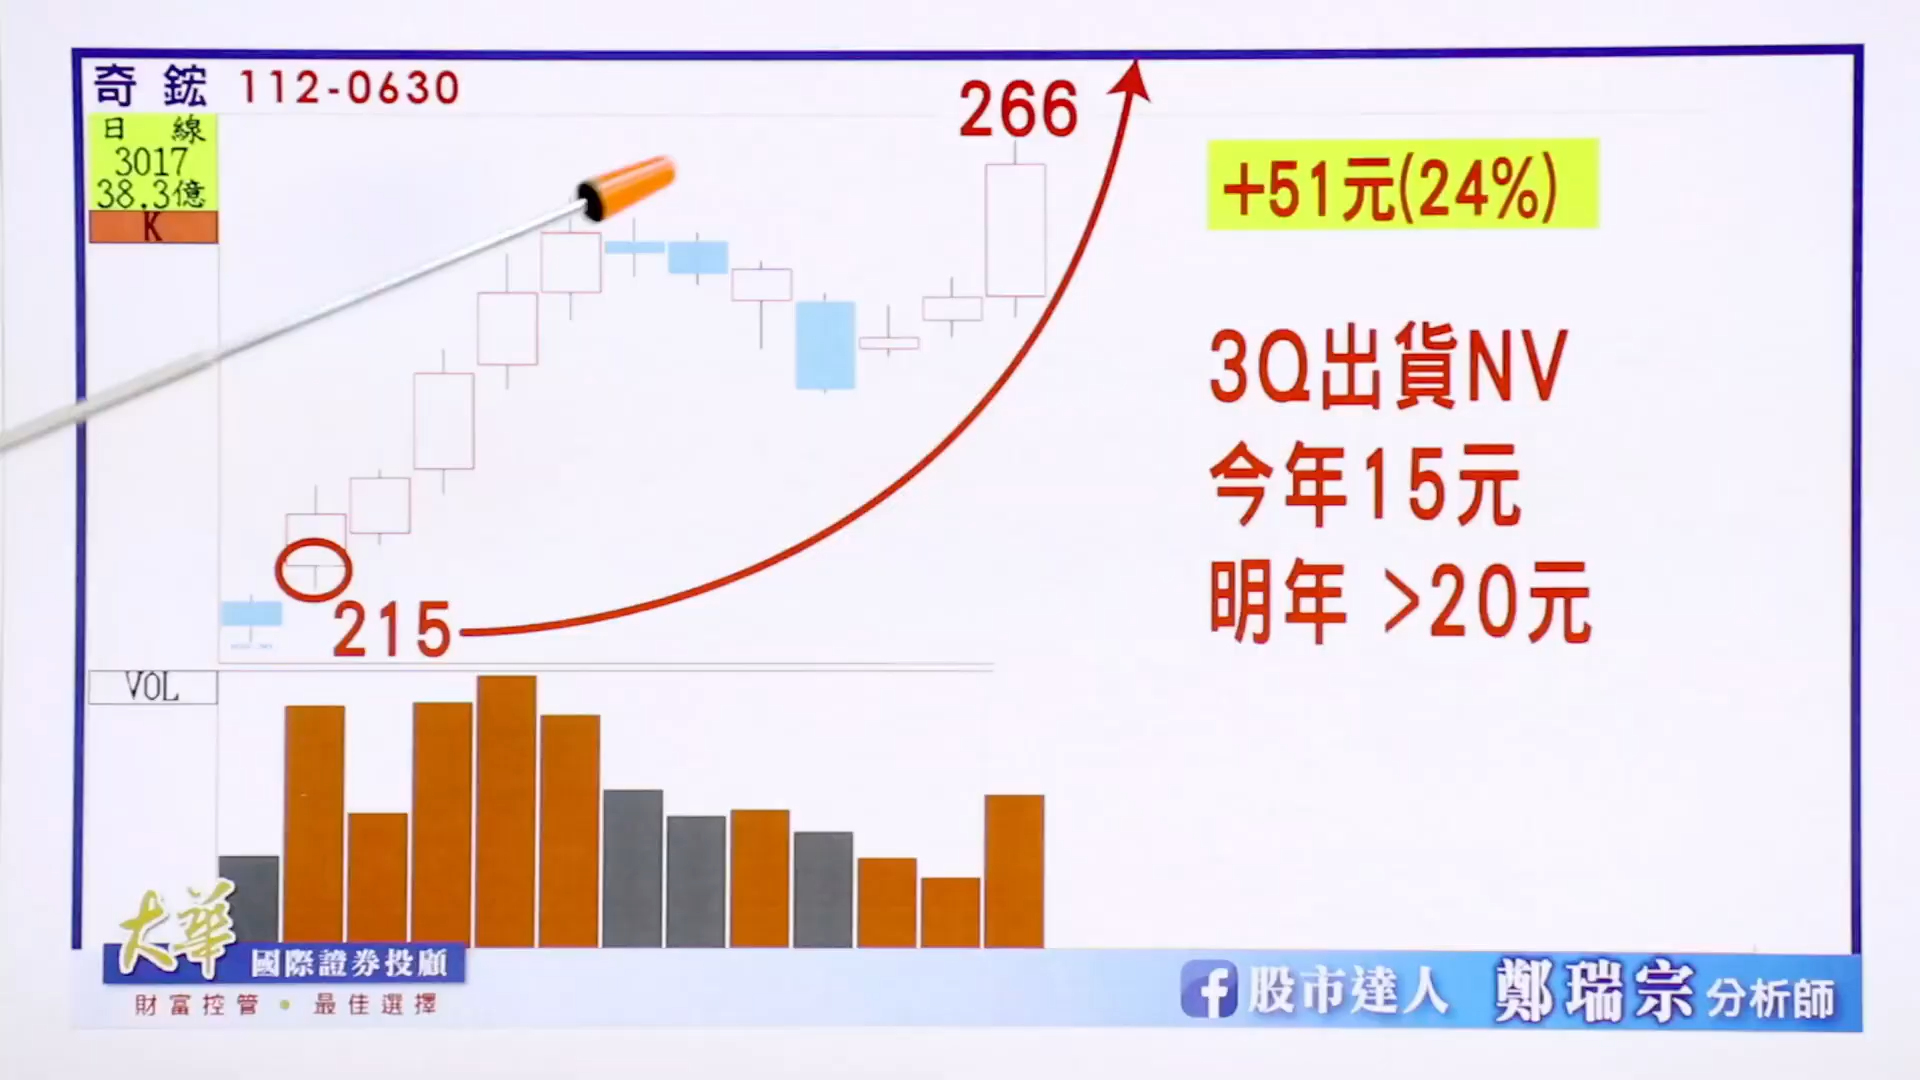 奇鋐 112-0630
日線
3017
38.3億
K
266
+51元(24%)
3Q出貨NV
今年15元
明年 >20元
215
VOL
大華
國際證券投顧
財富控管·最佳選擇
股市達人 鄭瑞宗 分析師